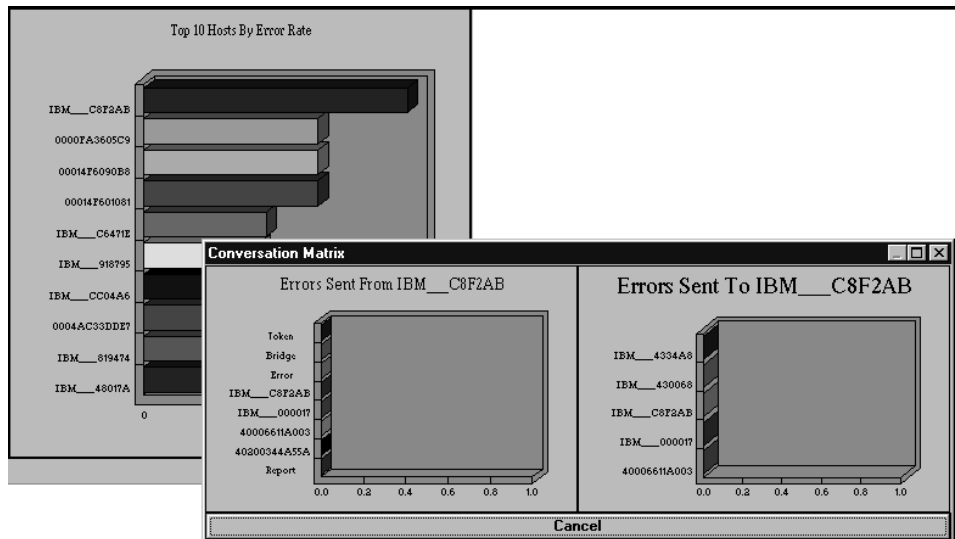 Top 10 Hosts By Error Rate
IBM___C8F2AB
0000FA3605C9
00014F6090B8
00014F601081
IBM___C6471E
IBM___918795
IBM___CC04A6
0004AC33DDE7
IBM___819474
IBM___48017A
0
Conversation Matrix
Errors Sent From IBM___C8F2AB
Token
Bridge
Error
IBM___C8F2AB
IBM___000017
40006611A003
40200344A55A
Report
0.0 0.2 0.4 0.6 0.8 1.0
Errors Sent To IBM___C8F2AB
IBM___4334A8
IBM___430068
IBM___C8F2AB
IBM___000017
40006611A003
0.0 0.2 0.4 0.6 0.8 1.0
Cancel